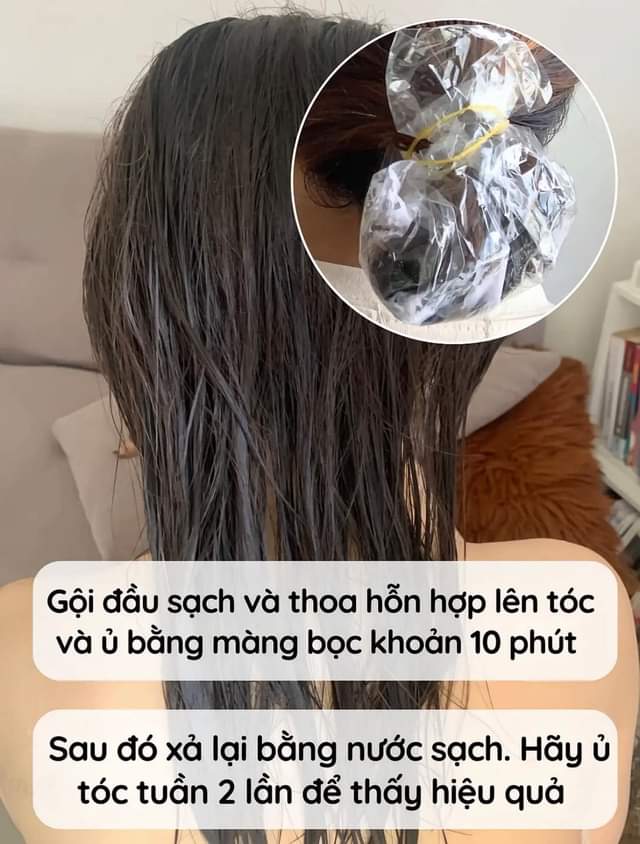 Gội đầu sạch và thoa hỗn hợp lên tóc
và ủ bằng màng bọc khoản 10 phút
Sau đó xả lại bằng nước sạch. Hãy ủ
tóc tuần 2 lần để thấy hiệu quả